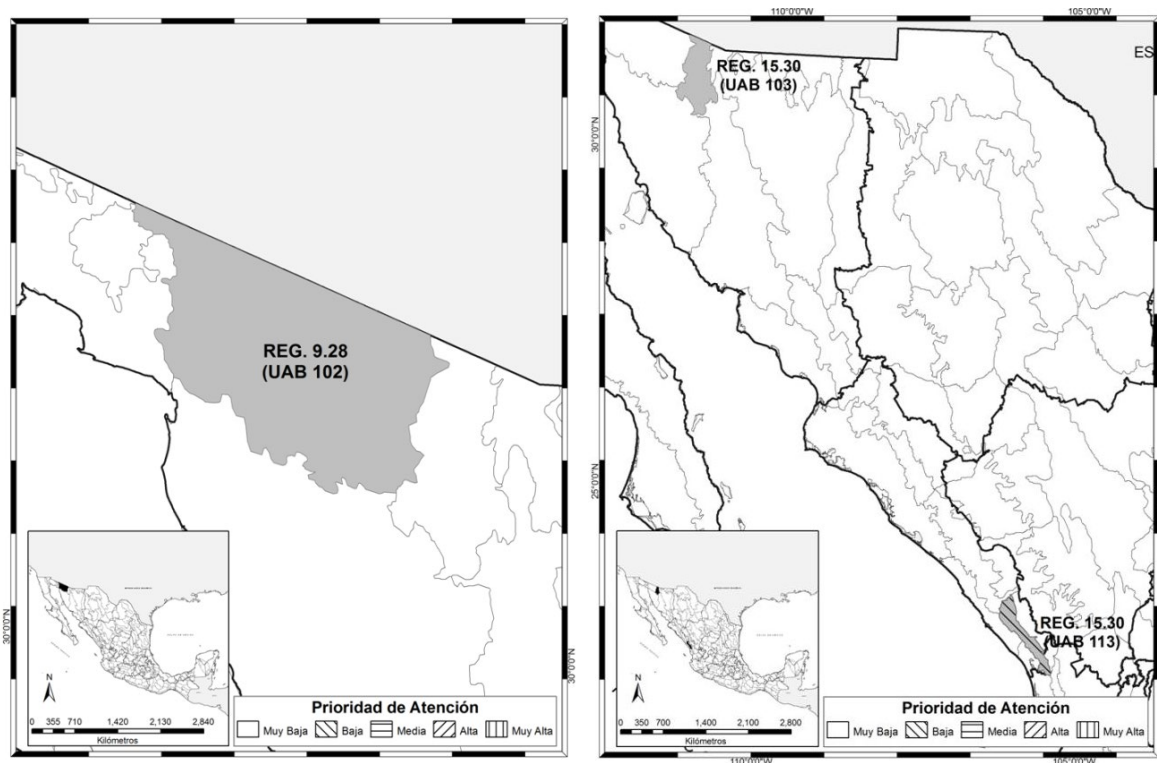 REG. 9.28
(UAB 102)
30°0'0"N
30°0'0"N
N
0 355 710 1,420 2,130 2,840
Kilómetros
Prioridad de Atención
Muy Baja Baja Media Alta Muy Alta
110°0'0"W 105°0'0"W
ES
REG. 15.30
(UAB 103)
30°0'0"N
25°0'0"N
REG. 15.30
(UAB 113)
N
0 350 700 1,400 2,100 2,800
Kilómetros
Prioridad de Atención
Muy Baja Baja Media Alta Muy Alta
110°0'0"W 105°0'0"W